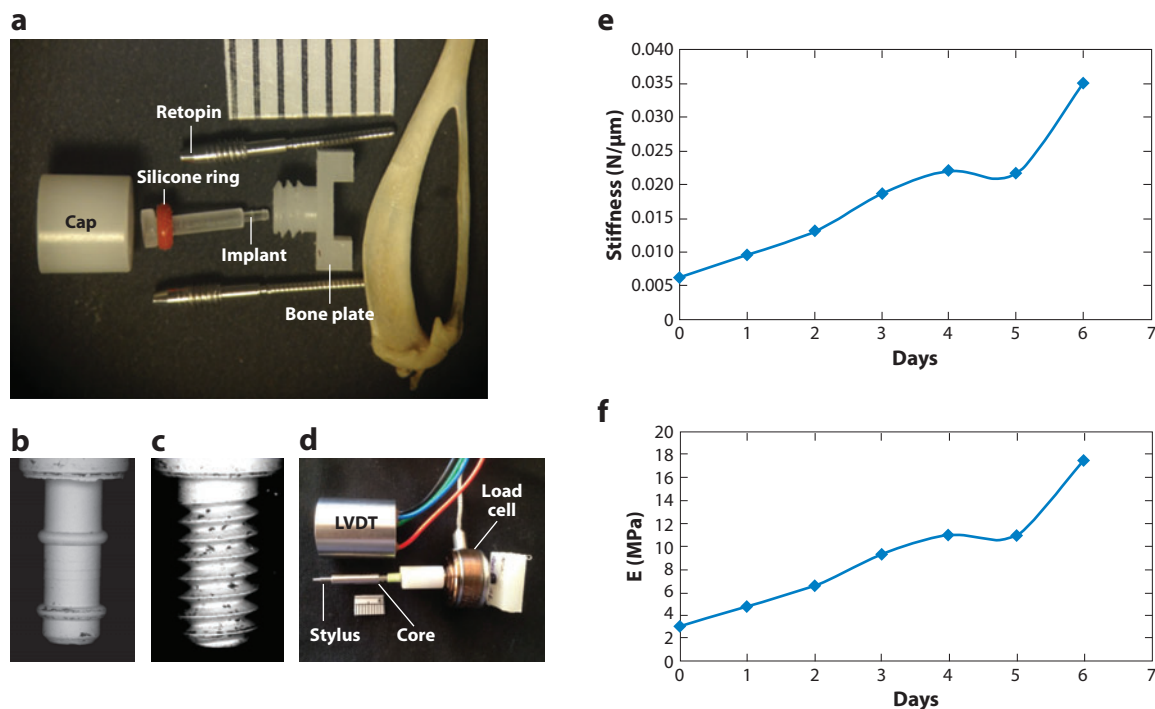 a
Retopin
Silicone ring
Cap
Implant
Bone plate
b
c
d
LVDT
Load
cell
Stylus
Core
e
0.040
0.035
0.030
0.025
0.020
0.015
0.010
0.005
0
Stiffness (N/μm)
0 1 2 3 4 5 6 7
Days
f
20
18
16
14
12
10
8
6
4
2
0
E (MPa)
0 1 2 3 4 5 6 7
Days